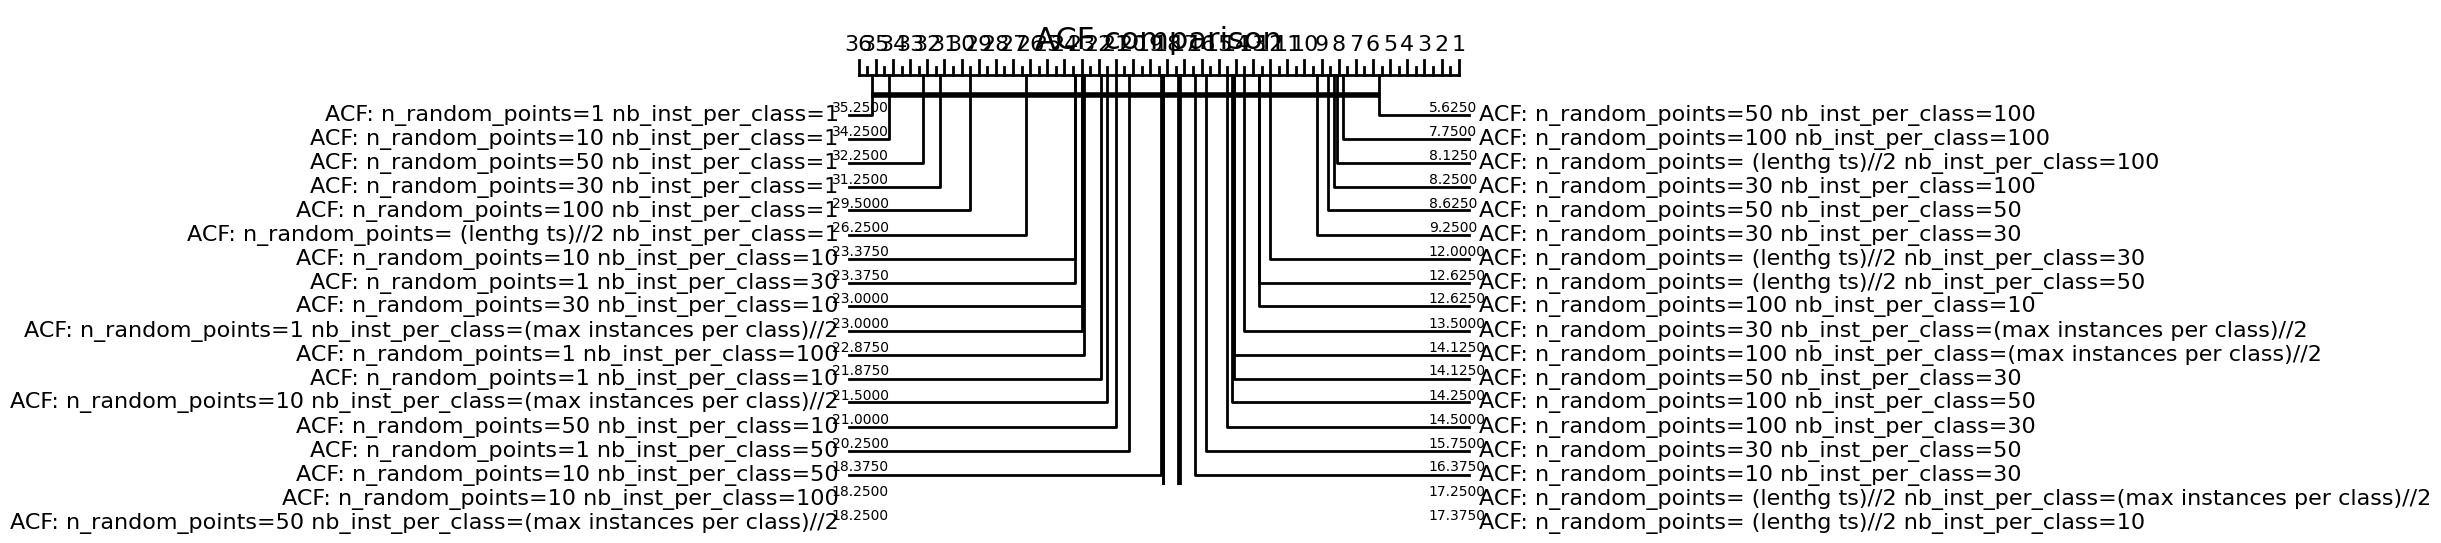 ACF comparison
36 35 34 33 32 31 30 29 28 27 26 25 24 23 22 21 20 19 18 17 16 15 14 13 12 11 10 9 8 7 6 5 4 3 2 1
ACF: n_random_points=1 nb_inst_per_class=1 35.2500 5.6250 ACF: n_random_points=50 nb_inst_per_class=100
ACF: n_random_points=10 nb_inst_per_class=1 34.2500 7.7500 ACF: n_random_points=100 nb_inst_per_class=100
ACF: n_random_points=50 nb_inst_per_class=1 32.2500 8.1250 ACF: n_random_points= (lenthg ts)//2 nb_inst_per_class=100
ACF: n_random_points=30 nb_inst_per_class=1 31.2500 8.2500 ACF: n_random_points=30 nb_inst_per_class=100
ACF: n_random_points=100 nb_inst_per_class=1 29.5000 8.6250 ACF: n_random_points=50 nb_inst_per_class=50
ACF: n_random_points= (lenthg ts)//2 nb_inst_per_class=1 26.2500 9.2500 ACF: n_random_points=30 nb_inst_per_class=30
ACF: n_random_points=10 nb_inst_per_class=10 23.3750 12.0000 ACF: n_random_points= (lenthg ts)//2 nb_inst_per_class=30
ACF: n_random_points=1 nb_inst_per_class=30 23.3750 12.6250 ACF: n_random_points= (lenthg ts)//2 nb_inst_per_class=50
ACF: n_random_points=30 nb_inst_per_class=10 23.0000 12.6250 ACF: n_random_points=100 nb_inst_per_class=10
ACF: n_random_points=1 nb_inst_per_class=(max instances per class)//2 23.0000 13.5000 ACF: n_random_points=30 nb_inst_per_class=(max instances per class)//2
ACF: n_random_points=1 nb_inst_per_class=100 22.8750 14.1250 ACF: n_random_points=100 nb_inst_per_class=(max instances per class)//2
ACF: n_random_points=1 nb_inst_per_class=10 21.8750 14.1250 ACF: n_random_points=50 nb_inst_per_class=30
ACF: n_random_points=10 nb_inst_per_class=(max instances per class)//2 21.5000 14.2500 ACF: n_random_points=100 nb_inst_per_class=50
ACF: n_random_points=50 nb_inst_per_class=10 21.0000 14.5000 ACF: n_random_points=100 nb_inst_per_class=30
ACF: n_random_points=1 nb_inst_per_class=50 20.2500 15.7500 ACF: n_random_points=30 nb_inst_per_class=50
ACF: n_random_points=10 nb_inst_per_class=50 18.3750 16.3750 ACF: n_random_points=10 nb_inst_per_class=30
ACF: n_random_points=10 nb_inst_per_class=100 18.2500 17.2500 ACF: n_random_points= (lenthg ts)//2 nb_inst_per_class=(max instances per class)//2
ACF: n_random_points=50 nb_inst_per_class=(max instances per class)//2 18.2500 17.3750 ACF: n_random_points= (lenthg ts)//2 nb_inst_per_class=10